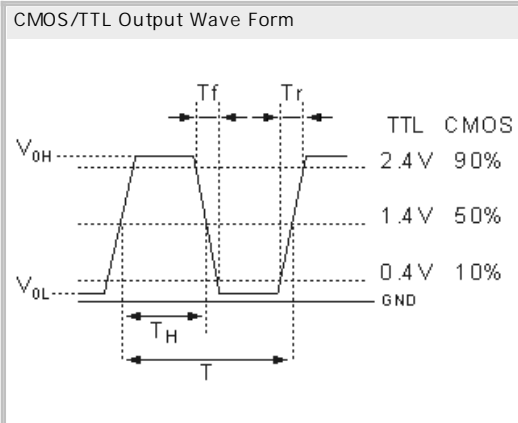 CMOS/TTL Output Wave Form
Tf Tr
TTL CMOS
V0H 2.4V 90%
1.4V 50%
V0L 0.4V 10%
GND
TH
T